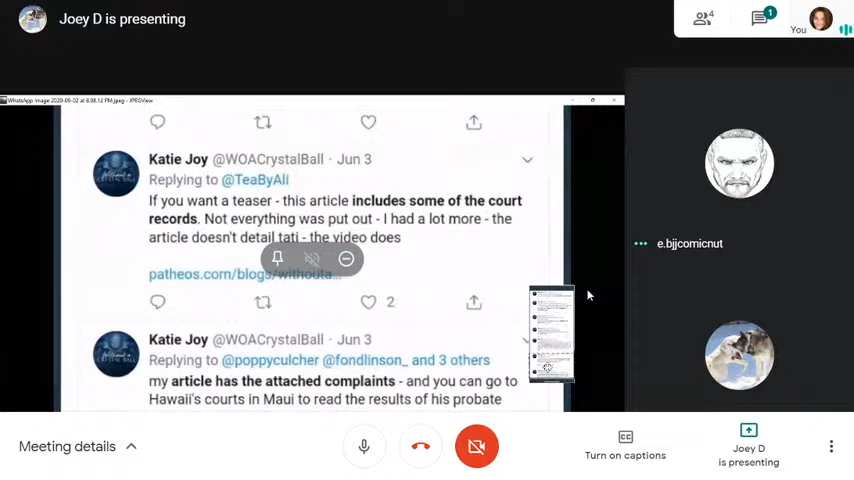 Joey D is presenting
4
1
You
WhatsApp Image 2020-09-02 at 8.06.12 PM.jpeg - JPEGView
Katie Joy @WOACrystalBall · Jun 3
Replying to @TeaByAli
If you want a teaser - this article includes some of the court
records. Not everything was put out - I had a lot more - the
article doesn't detail tati - the video does
patheos.com/blogs/withouta...
2
Katie Joy @WOACrystalBall · Jun 3
Replying to @poppyculcher @fondlinson_ and 3 others
my article has the attached complaints - and you can go to
Hawaii's courts in Maui to read the results of his probate
e.bjjcomicnut
Meeting details
Turn on captions
Joey D
is presenting